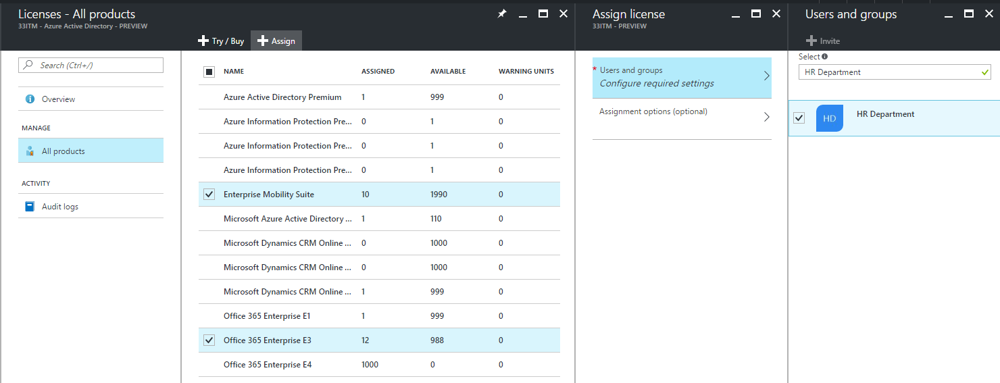 Licenses - All products
33ITM - Azure Active Directory - PREVIEW
Try / Buy
Assign
Search (Ctrl+/)
Overview
MANAGE
All products
ACTIVITY
Audit logs
NAME ASSIGNED AVAILABLE WARNING UNITS
Azure Active Directory Premium 1 999 0
Azure Information Protection Pre... 0 1 0
Azure Information Protection Pre... 0 1 0
Azure Information Protection Pre... 0 1 0
Enterprise Mobility Suite 10 1990 0
Microsoft Azure Active Directory ... 1 110 0
Microsoft Dynamics CRM Online ... 0 1000 0
Microsoft Dynamics CRM Online ... 0 1000 0
Microsoft Dynamics CRM Online ... 1 999 0
Office 365 Enterprise E1 1 999 0
Office 365 Enterprise E3 12 988 0
Office 365 Enterprise E4 1000 0 0
Assign license
33ITM - PREVIEW
* Users and groups
Configure required settings
Assignment options (optional)
Users and groups
Invite
Select
HR Department
HD
HR Department